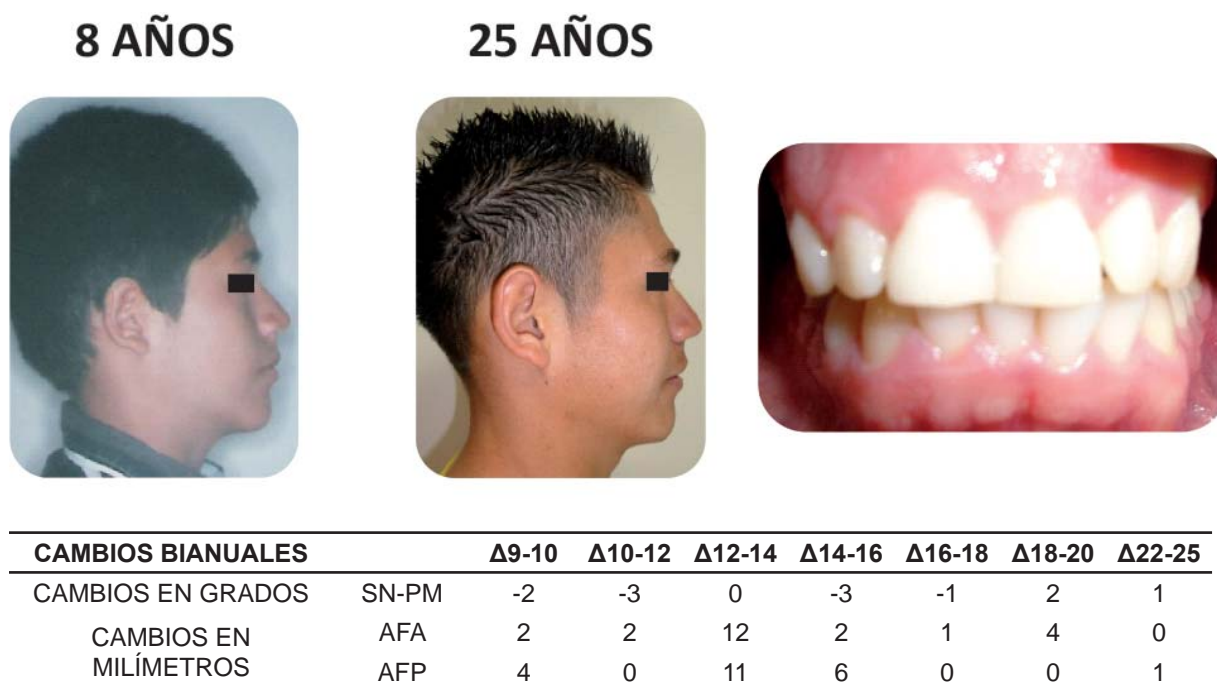 8 AÑOS 25 AÑOS
CAMBIOS BIANUALES Δ9-10 Δ10-12 Δ12-14 Δ14-16 Δ16-18 Δ18-20 Δ22-25
CAMBIOS EN GRADOS SN-PM -2 -3 0 -3 -1 2 1
CAMBIOS EN MILÍMETROS AFA 2 2 12 2 1 4 0
AFP 4 0 11 6 0 0 1